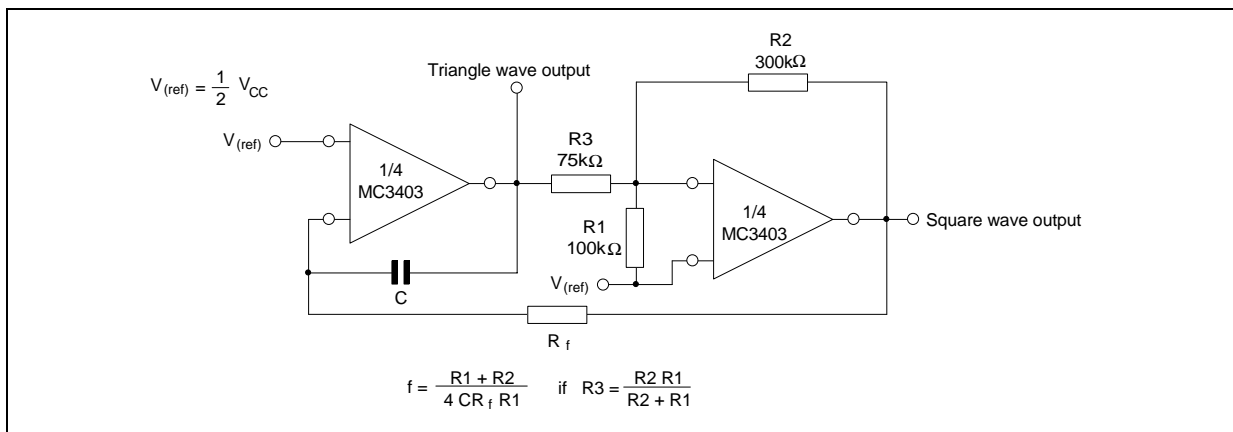 R2
300kΩ
Triangle wave output
V(ref) = 1/2 VCC
V(ref)
1/4
MC3403
R3
75kΩ
R1
100kΩ
1/4
MC3403
Square wave output
V(ref)
C
R f
f = R1 + R2 / 4 CR f R1 if R3 = R2 R1 / R2 + R1